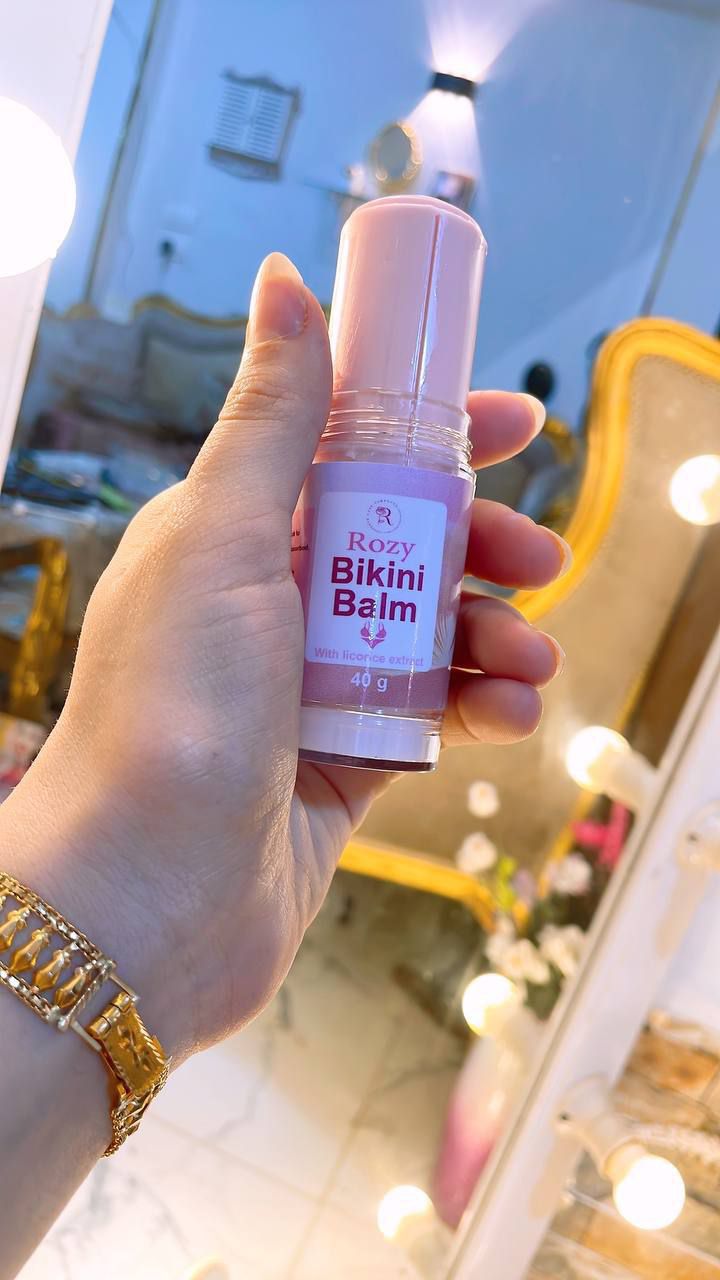 R
Rozy
Bikini
Balm
With licorice extract
40 g